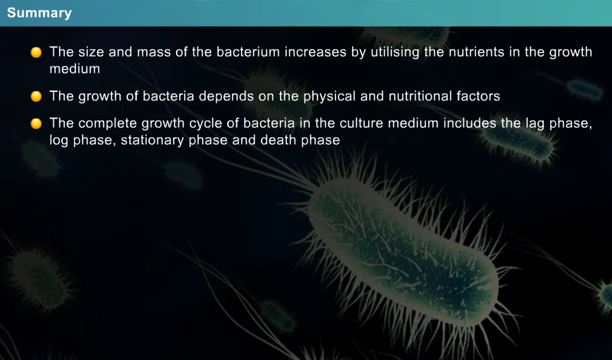 Summary
The size and mass of the bacterium increases by utilising the nutrients in the growth
medium
The growth of bacteria depends on the physical and nutritional factors
The complete growth cycle of bacteria in the culture medium includes the lag phase,
log phase, stationary phase and death phase